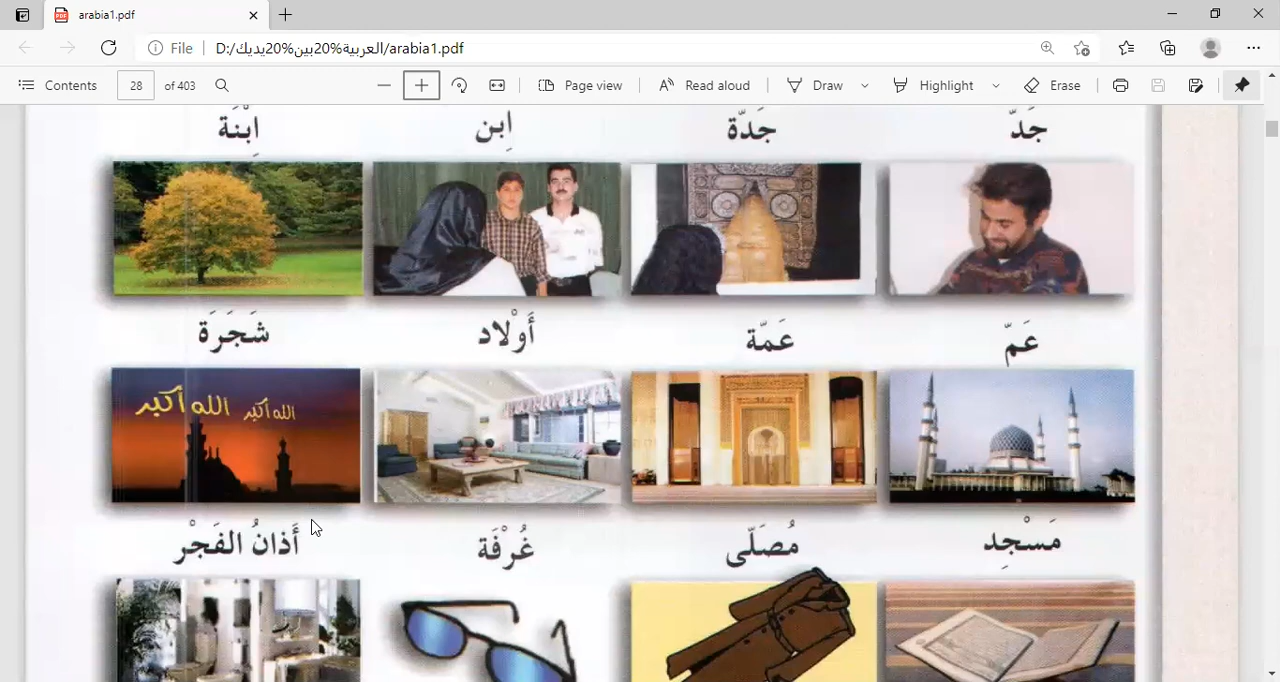 arabia1.pdf
File
D:/العربية%20بين%20يديك/arabia1.pdf
Contents
28
of 403
Page view
Read aloud
Draw
Highlight
Erase
جَدّ
جَدّة
اِبن
اِبْنَة
عَمّ
عَمّة
أَوْلاد
شَجَرَة
الله أكبر الله أكبر
مَسْجِد
مُصَلّى
غُرْفَة
أَذانُ الفَجْر